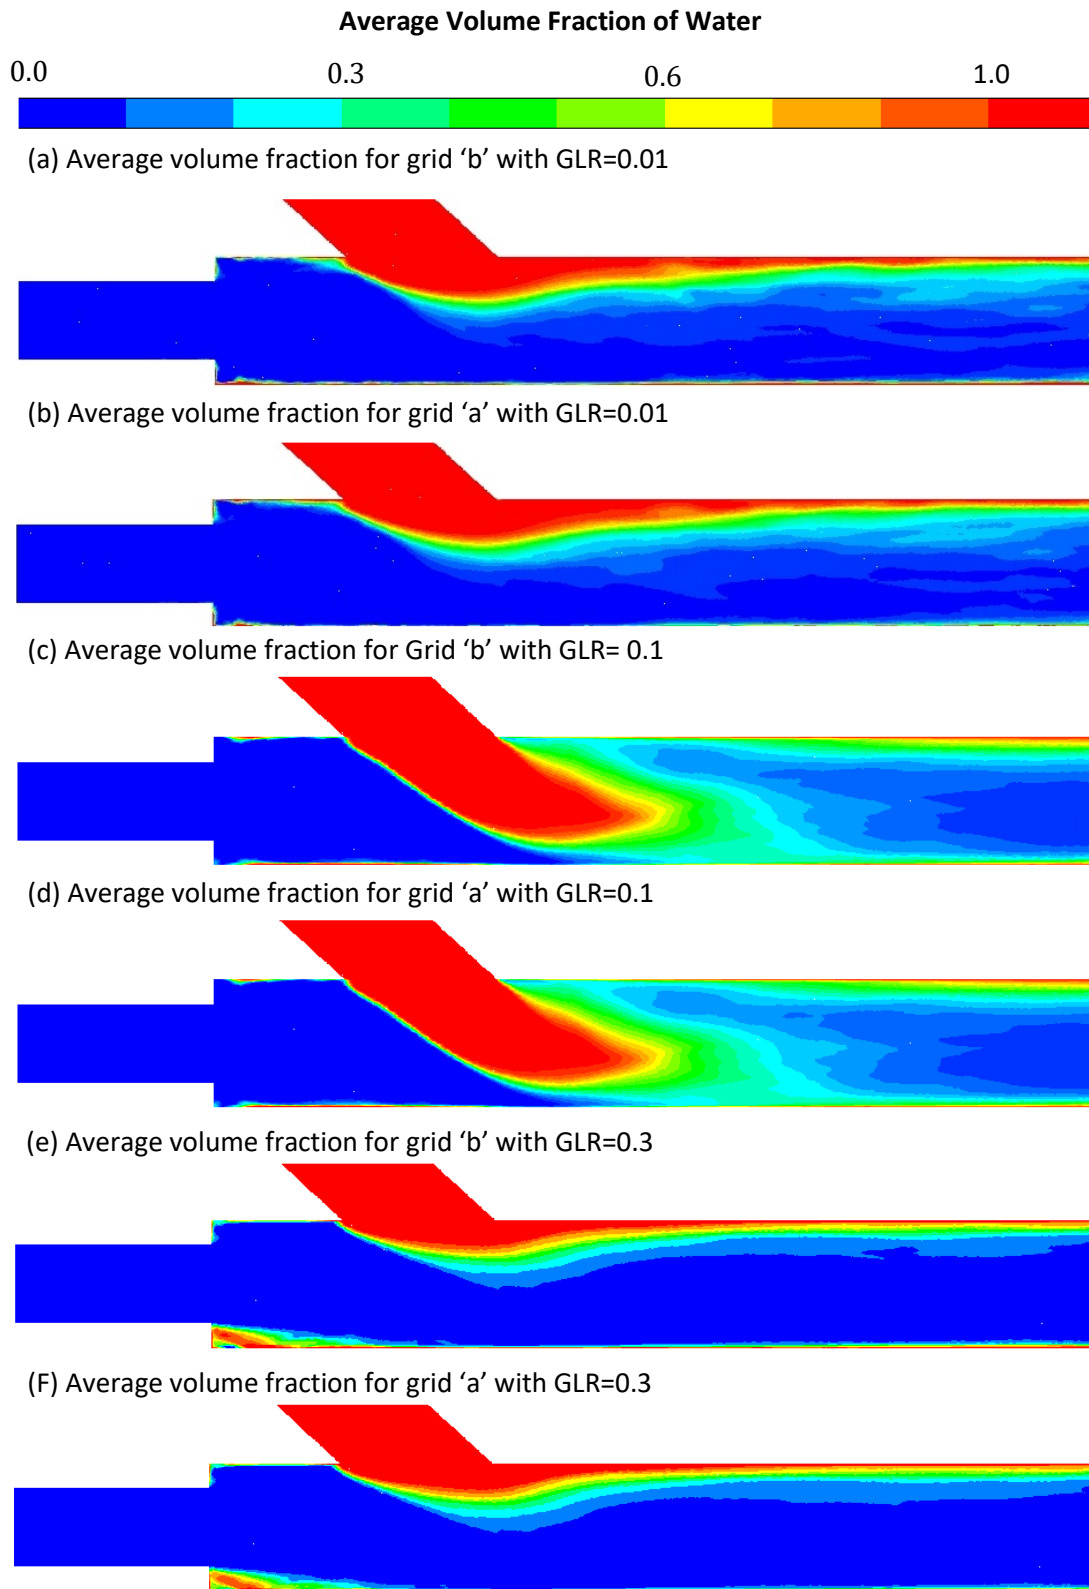 Average Volume Fraction of Water
0.0 0.3 0.6 1.0
(a) Average volume fraction for grid ‘b’ with GLR=0.01
(b) Average volume fraction for grid ‘a’ with GLR=0.01
(c) Average volume fraction for Grid ‘b’ with GLR= 0.1
(d) Average volume fraction for grid ‘a’ with GLR=0.1
(e) Average volume fraction for grid ‘b’ with GLR=0.3
(F) Average volume fraction for grid ‘a’ with GLR=0.3